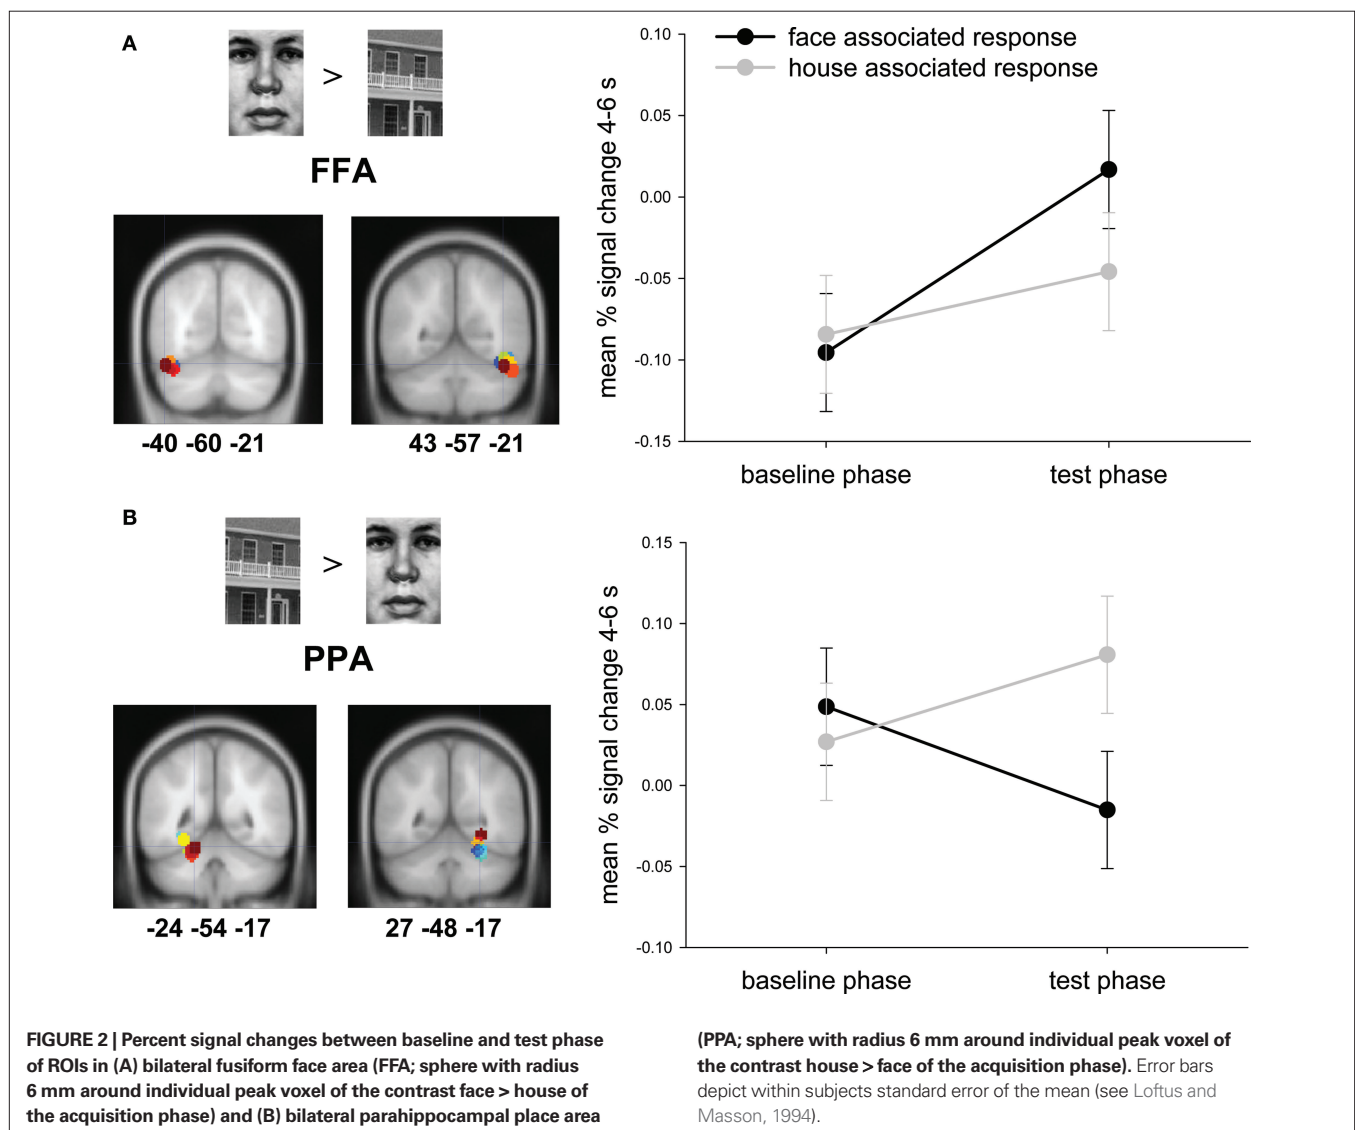 A
>
FFA
-40 -60 -21
43 -57 -21
mean % signal change 4-6 s
0.10
0.05
0.00
-0.05
-0.10
-0.15
face associated response
house associated response
baseline phase
test phase
B
>
PPA
-24 -54 -17
27 -48 -17
mean % signal change 4-6 s
0.15
0.10
0.05
0.00
-0.05
-0.10
baseline phase
test phase
FIGURE 2 | Percent signal changes between baseline and test phase
of ROIs in (A) bilateral fusiform face area (FFA; sphere with radius
6 mm around individual peak voxel of the contrast face > house of
the acquisition phase) and (B) bilateral parahippocampal place area
(PPA; sphere with radius 6 mm around individual peak voxel of
the contrast house > face of the acquisition phase). Error bars
depict within subjects standard error of the mean (see Loftus and
Masson, 1994).